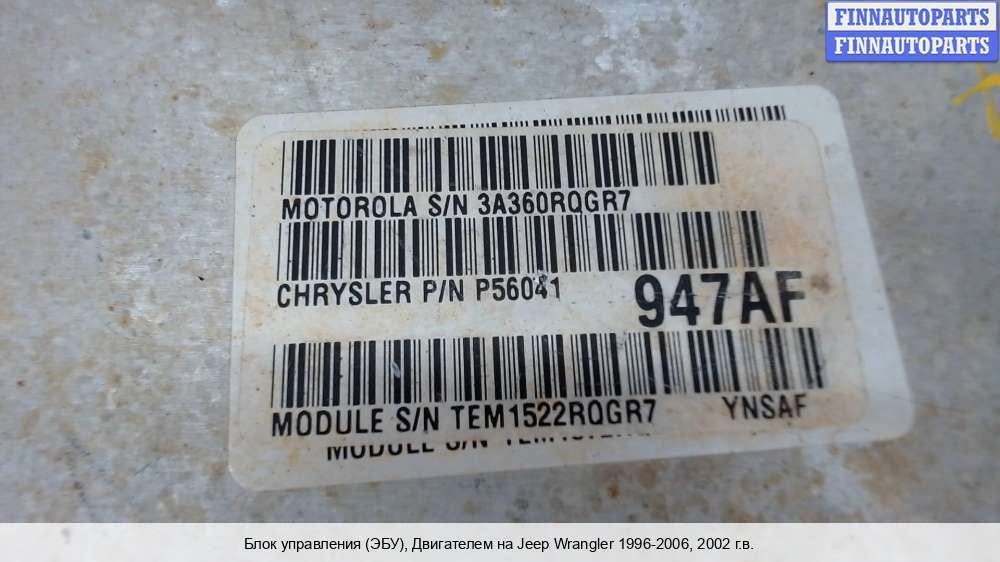 FINNAUTOPARTS
FINNAUTOPARTS
MOTOROLA S/N 3A360RQGR7
CHRYSLER P/N P56041 947AF
MODULE S/N TEM1522RQGR7 YNSAF
MODULE S/N
Блок управления (ЭБУ), Двигателем на Jeep Wrangler 1996-2006, 2002 г.в.